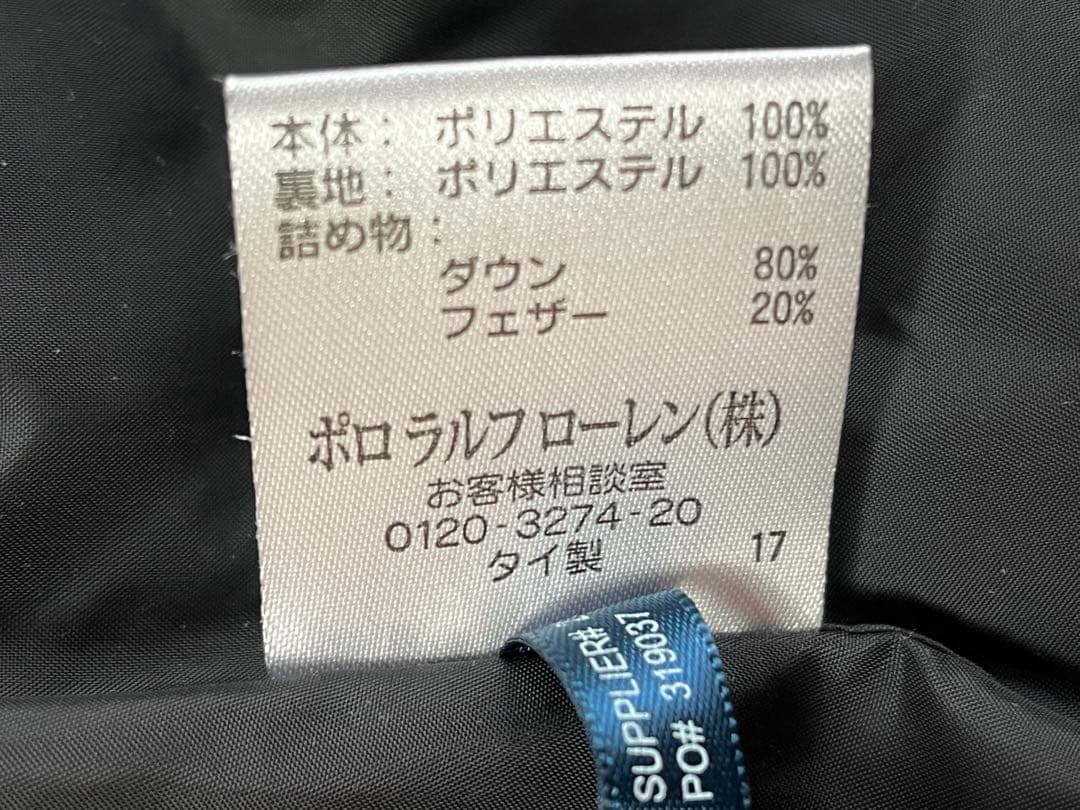 本体： ポリエステル 100%
裏地： ポリエステル 100%
詰め物：
ダウン 80%
フェザー 20%
ポロ ラルフ ローレン(株)
お客様相談室
0120-3274-20
タイ製 17
SUPPLIER#
PO# 319037